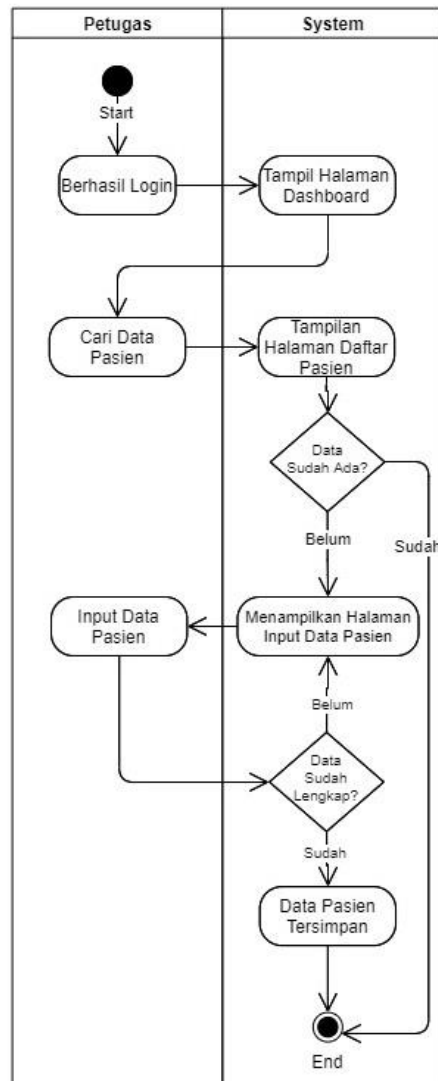 Petugas
System
Start
Berhasil Login
Tampil Halaman
Dashboard
Cari Data
Pasien
Tampilan
Halaman Daftar
Pasien
Data
Sudah Ada?
Belum
Sudah
Input Data
Pasien
Menampilkan Halaman
Input Data Pasien
Belum
Data
Sudah
Lengkap?
Sudah
Data Pasien
Tersimpan
End